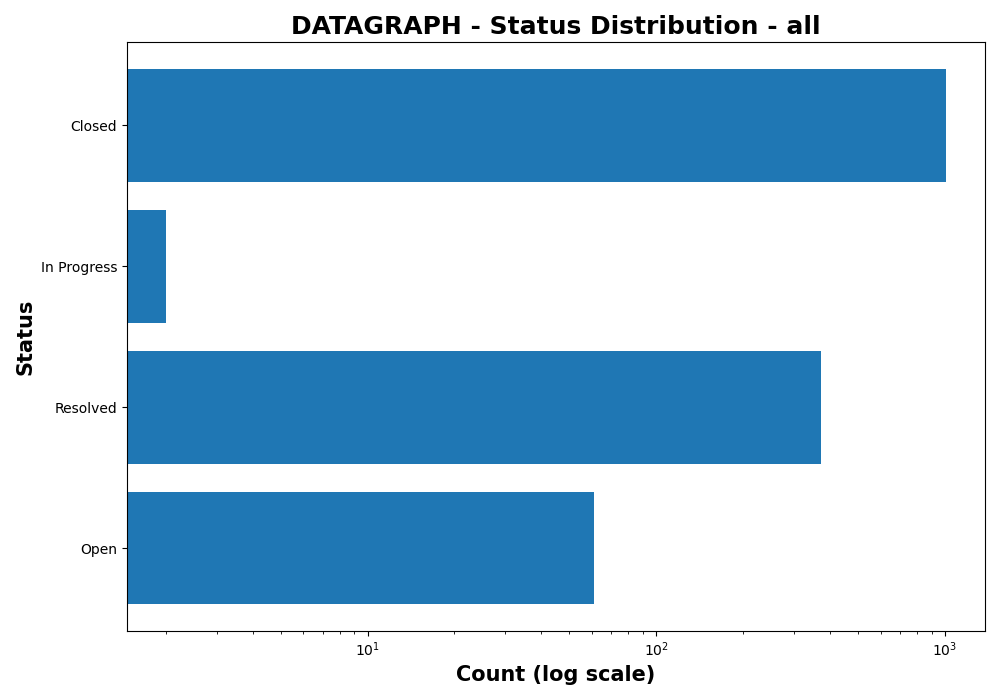 DATAGRAPH - Status Distribution - all
Closed
In Progress
Resolved
Open
Status
10¹
10²
10³
Count (log scale)